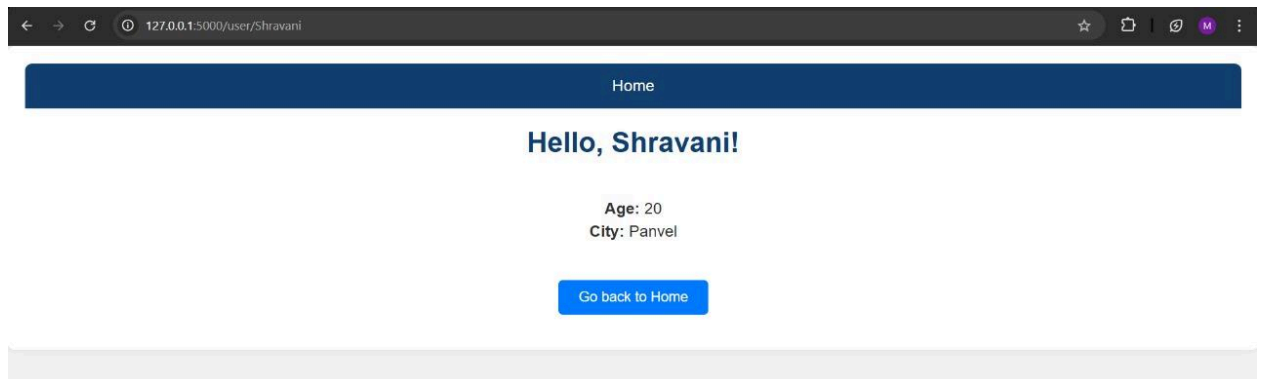 127.0.0.1:5000/user/Shravani
M
Home
Hello, Shravani!
Age: 20
City: Panvel
Go back to Home